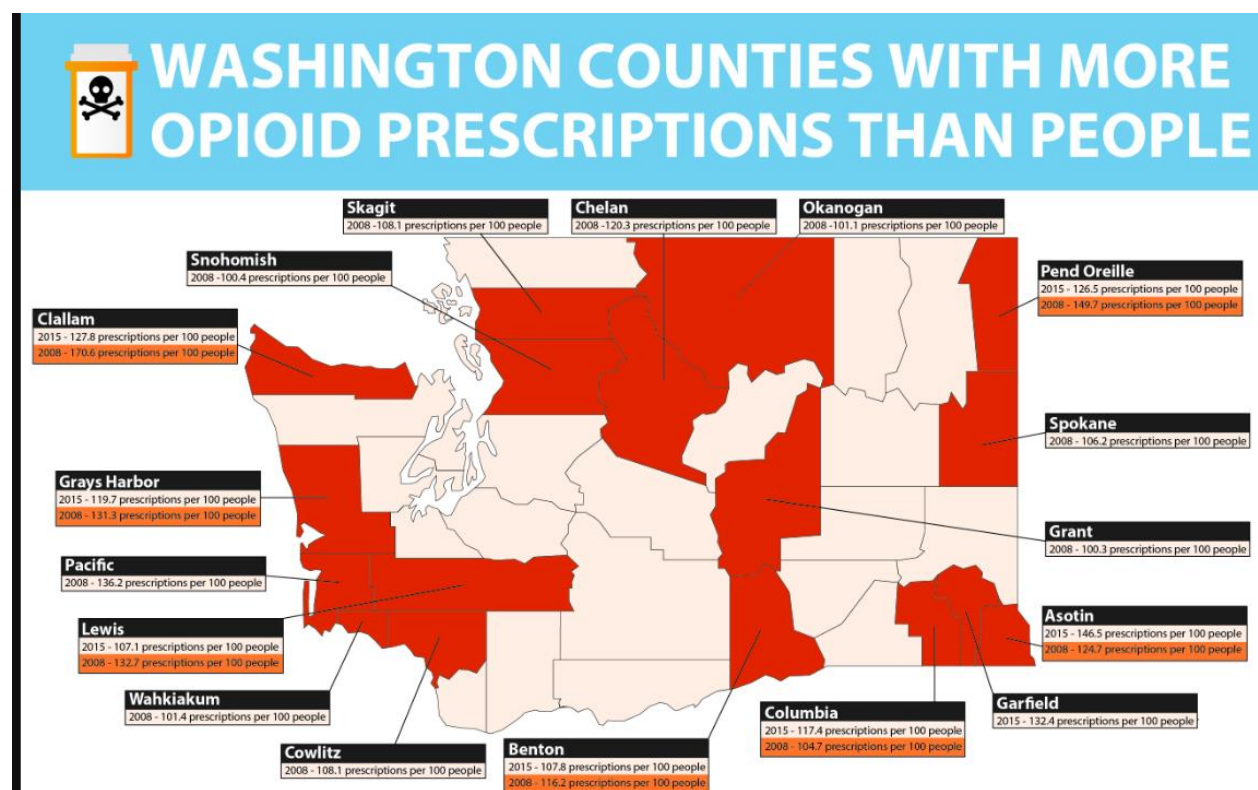 WASHINGTON COUNTIES WITH MORE
OPIOID PRESCRIPTIONS THAN PEOPLE
Skagit
2008 -108.1 prescriptions per 100 people
Chelan
2008 -120.3 prescriptions per 100 people
Okanogan
2008 -101.1 prescriptions per 100 people
Snohomish
2008 -100.4 prescriptions per 100 people
Pend Oreille
2015 - 126.5 prescriptions per 100 people
2008 - 149.7 prescriptions per 100 people
Clallam
2015 - 127.8 prescriptions per 100 people
2008 - 170.6 prescriptions per 100 people
Spokane
2008 - 106.2 prescriptions per 100 people
Grays Harbor
2015 - 119.7 prescriptions per 100 people
2008 - 131.3 prescriptions per 100 people
Grant
2008 - 100.3 prescriptions per 100 people
Pacific
2008 - 136.2 prescriptions per 100 people
Lewis
2015 - 107.1 prescriptions per 100 people
2008 - 132.7 prescriptions per 100 people
Asotin
2015 - 146.5 prescriptions per 100 people
2008 - 124.7 prescriptions per 100 people
Wahkiakum
2008 - 101.4 prescriptions per 100 people
Columbia
2015 - 117.4 prescriptions per 100 people
2008 - 104.7 prescriptions per 100 people
Garfield
2015 - 132.4 prescriptions per 100 people
Cowlitz
2008 - 108.1 prescriptions per 100 people
Benton
2015 - 107.8 prescriptions per 100 people
2008 - 116.2 prescriptions per 100 people